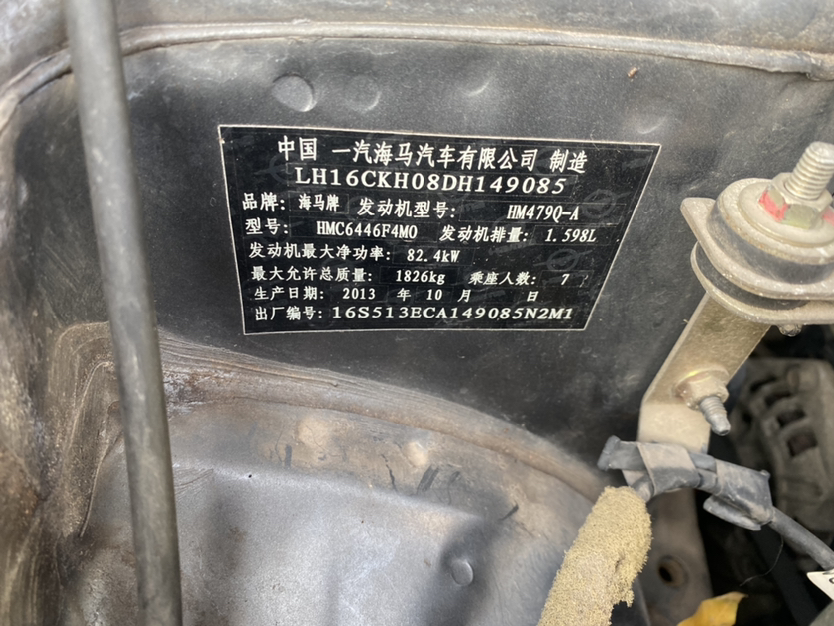 中国 一汽海马汽车有限公司 制造
LH16CKH08DH149085
品牌: 海马牌 发动机型号: HM479Q-A
型号: HMC6446F4M0 发动机排量: 1.598L
发动机最大净功率: 82.4kW
最大允许总质量: 1826kg 乘座人数: 7
生产日期: 2013 年 10 月 日
出厂编号: 16S513ECA149085N2M1